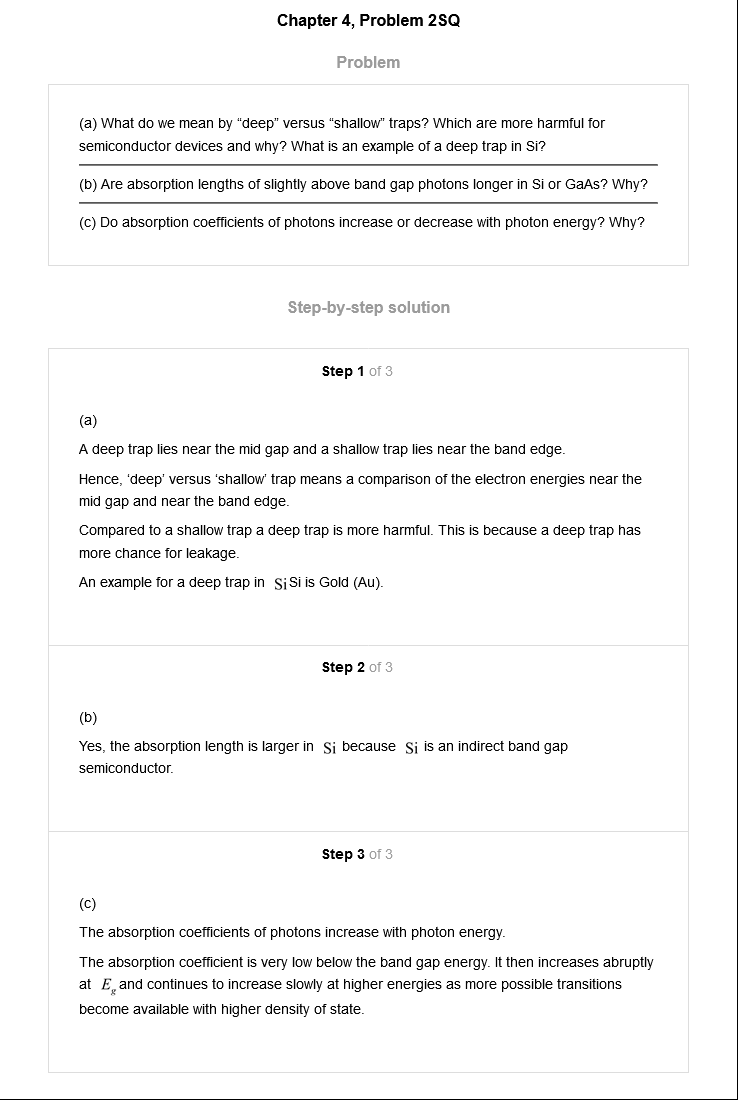 Chapter 4, Problem 2SQ
Problem
(a) What do we mean by “deep” versus “shallow” traps? Which are more harmful for
semiconductor devices and why? What is an example of a deep trap in Si?
(b) Are absorption lengths of slightly above band gap photons longer in Si or GaAs? Why?
(c) Do absorption coefficients of photons increase or decrease with photon energy? Why?
Step-by-step solution
Step 1 of 3
(a)
A deep trap lies near the mid gap and a shallow trap lies near the band edge.
Hence, ‘deep’ versus ‘shallow’ trap means a comparison of the electron energies near the
mid gap and near the band edge.
Compared to a shallow trap a deep trap is more harmful. This is because a deep trap has
more chance for leakage.
An example for a deep trap in Si Si is Gold (Au).
Step 2 of 3
(b)
Yes, the absorption length is larger in Si because Si is an indirect band gap
semiconductor.
Step 3 of 3
(c)
The absorption coefficients of photons increase with photon energy.
The absorption coefficient is very low below the band gap energy. It then increases abruptly
at E_g and continues to increase slowly at higher energies as more possible transitions
become available with higher density of state.